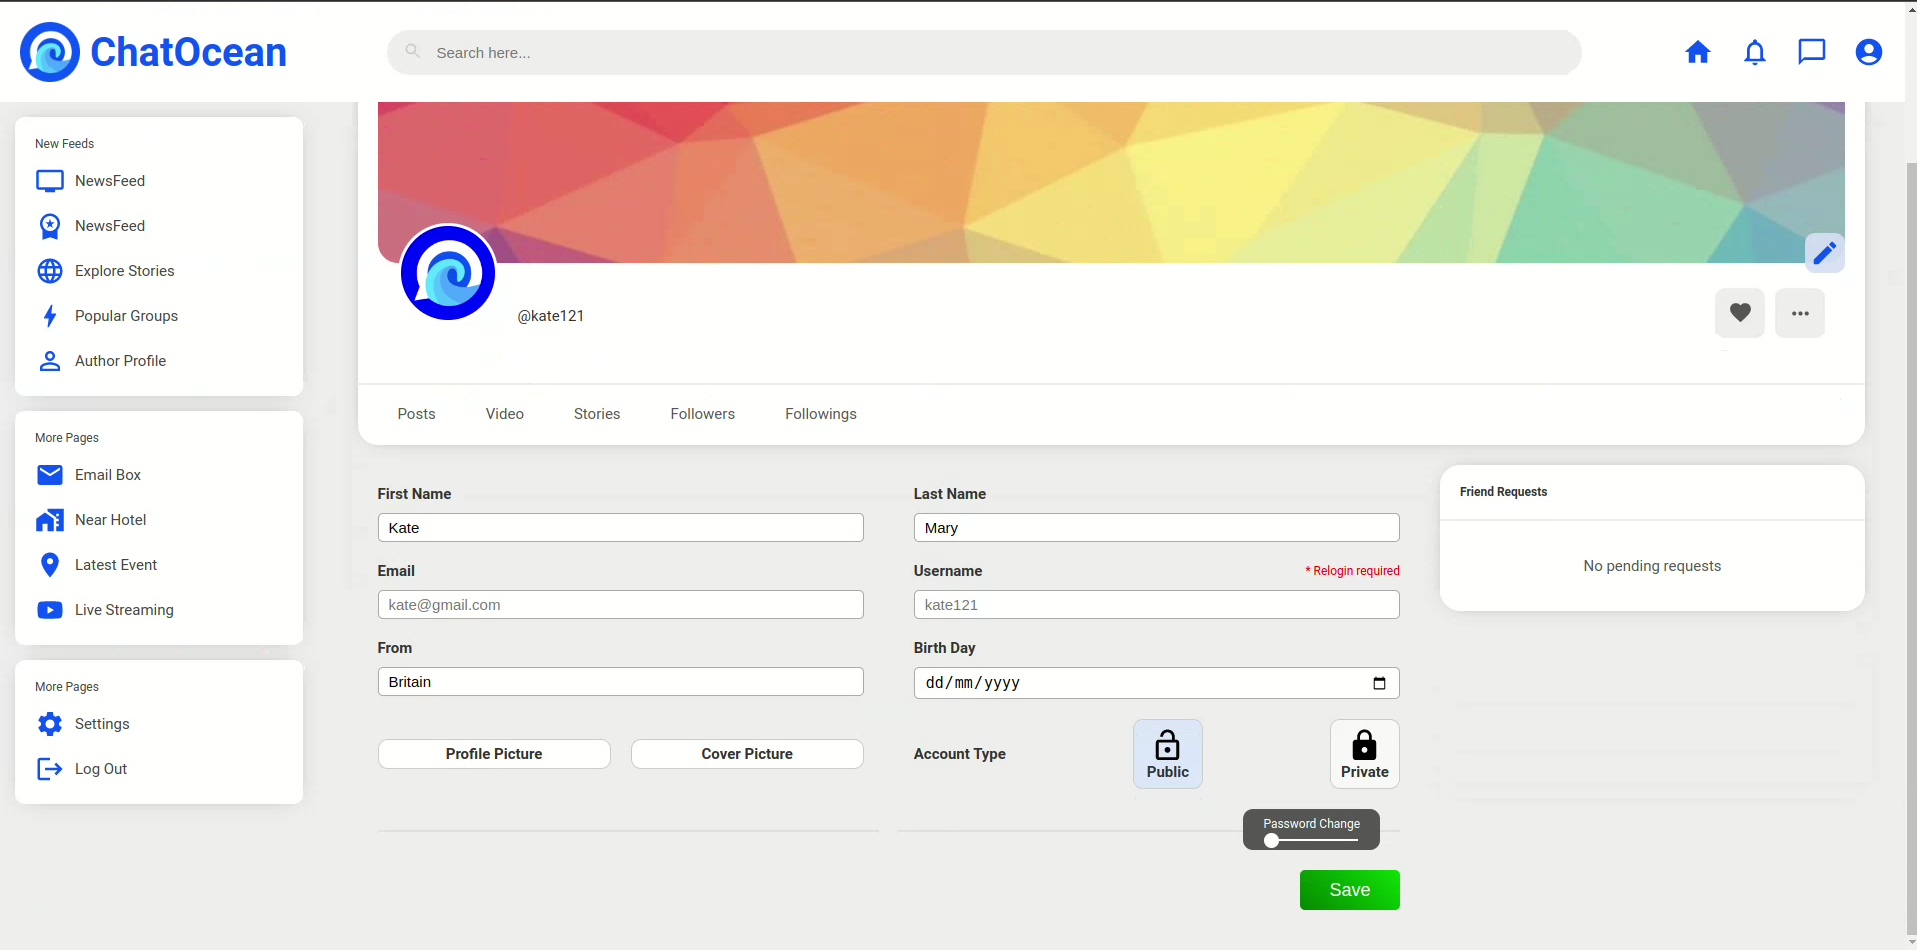 ChatOcean
Search here...
New Feeds
NewsFeed
NewsFeed
Explore Stories
Popular Groups
Author Profile
More Pages
Email Box
Near Hotel
Latest Event
Live Streaming
More Pages
Settings
Log Out
@kate121
Posts Video Stories Followers Followings
First Name
Kate
Last Name
Mary
Email
kate@gmail.com
Username * Relogin required
kate121
From
Britain
Birth Day
dd/mm/yyyy
Profile Picture Cover Picture
Account Type
Public
Private
Password Change
Save
Friend Requests
No pending requests